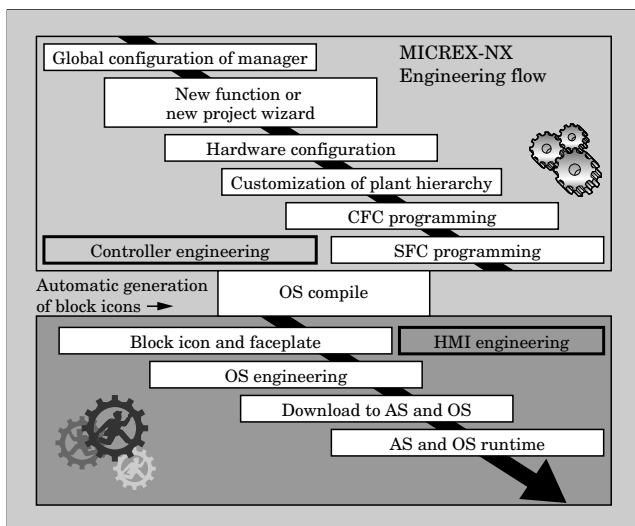 Global configuration of manager
MICREX-NX
Engineering flow
New function or
new project wizard
Hardware configuration
Customization of plant hierarchy
CFC programming
Controller engineering
SFC programming
Automatic generation
of block icons →
OS compile
Block icon and faceplate
HMI engineering
OS engineering
Download to AS and OS
AS and OS runtime